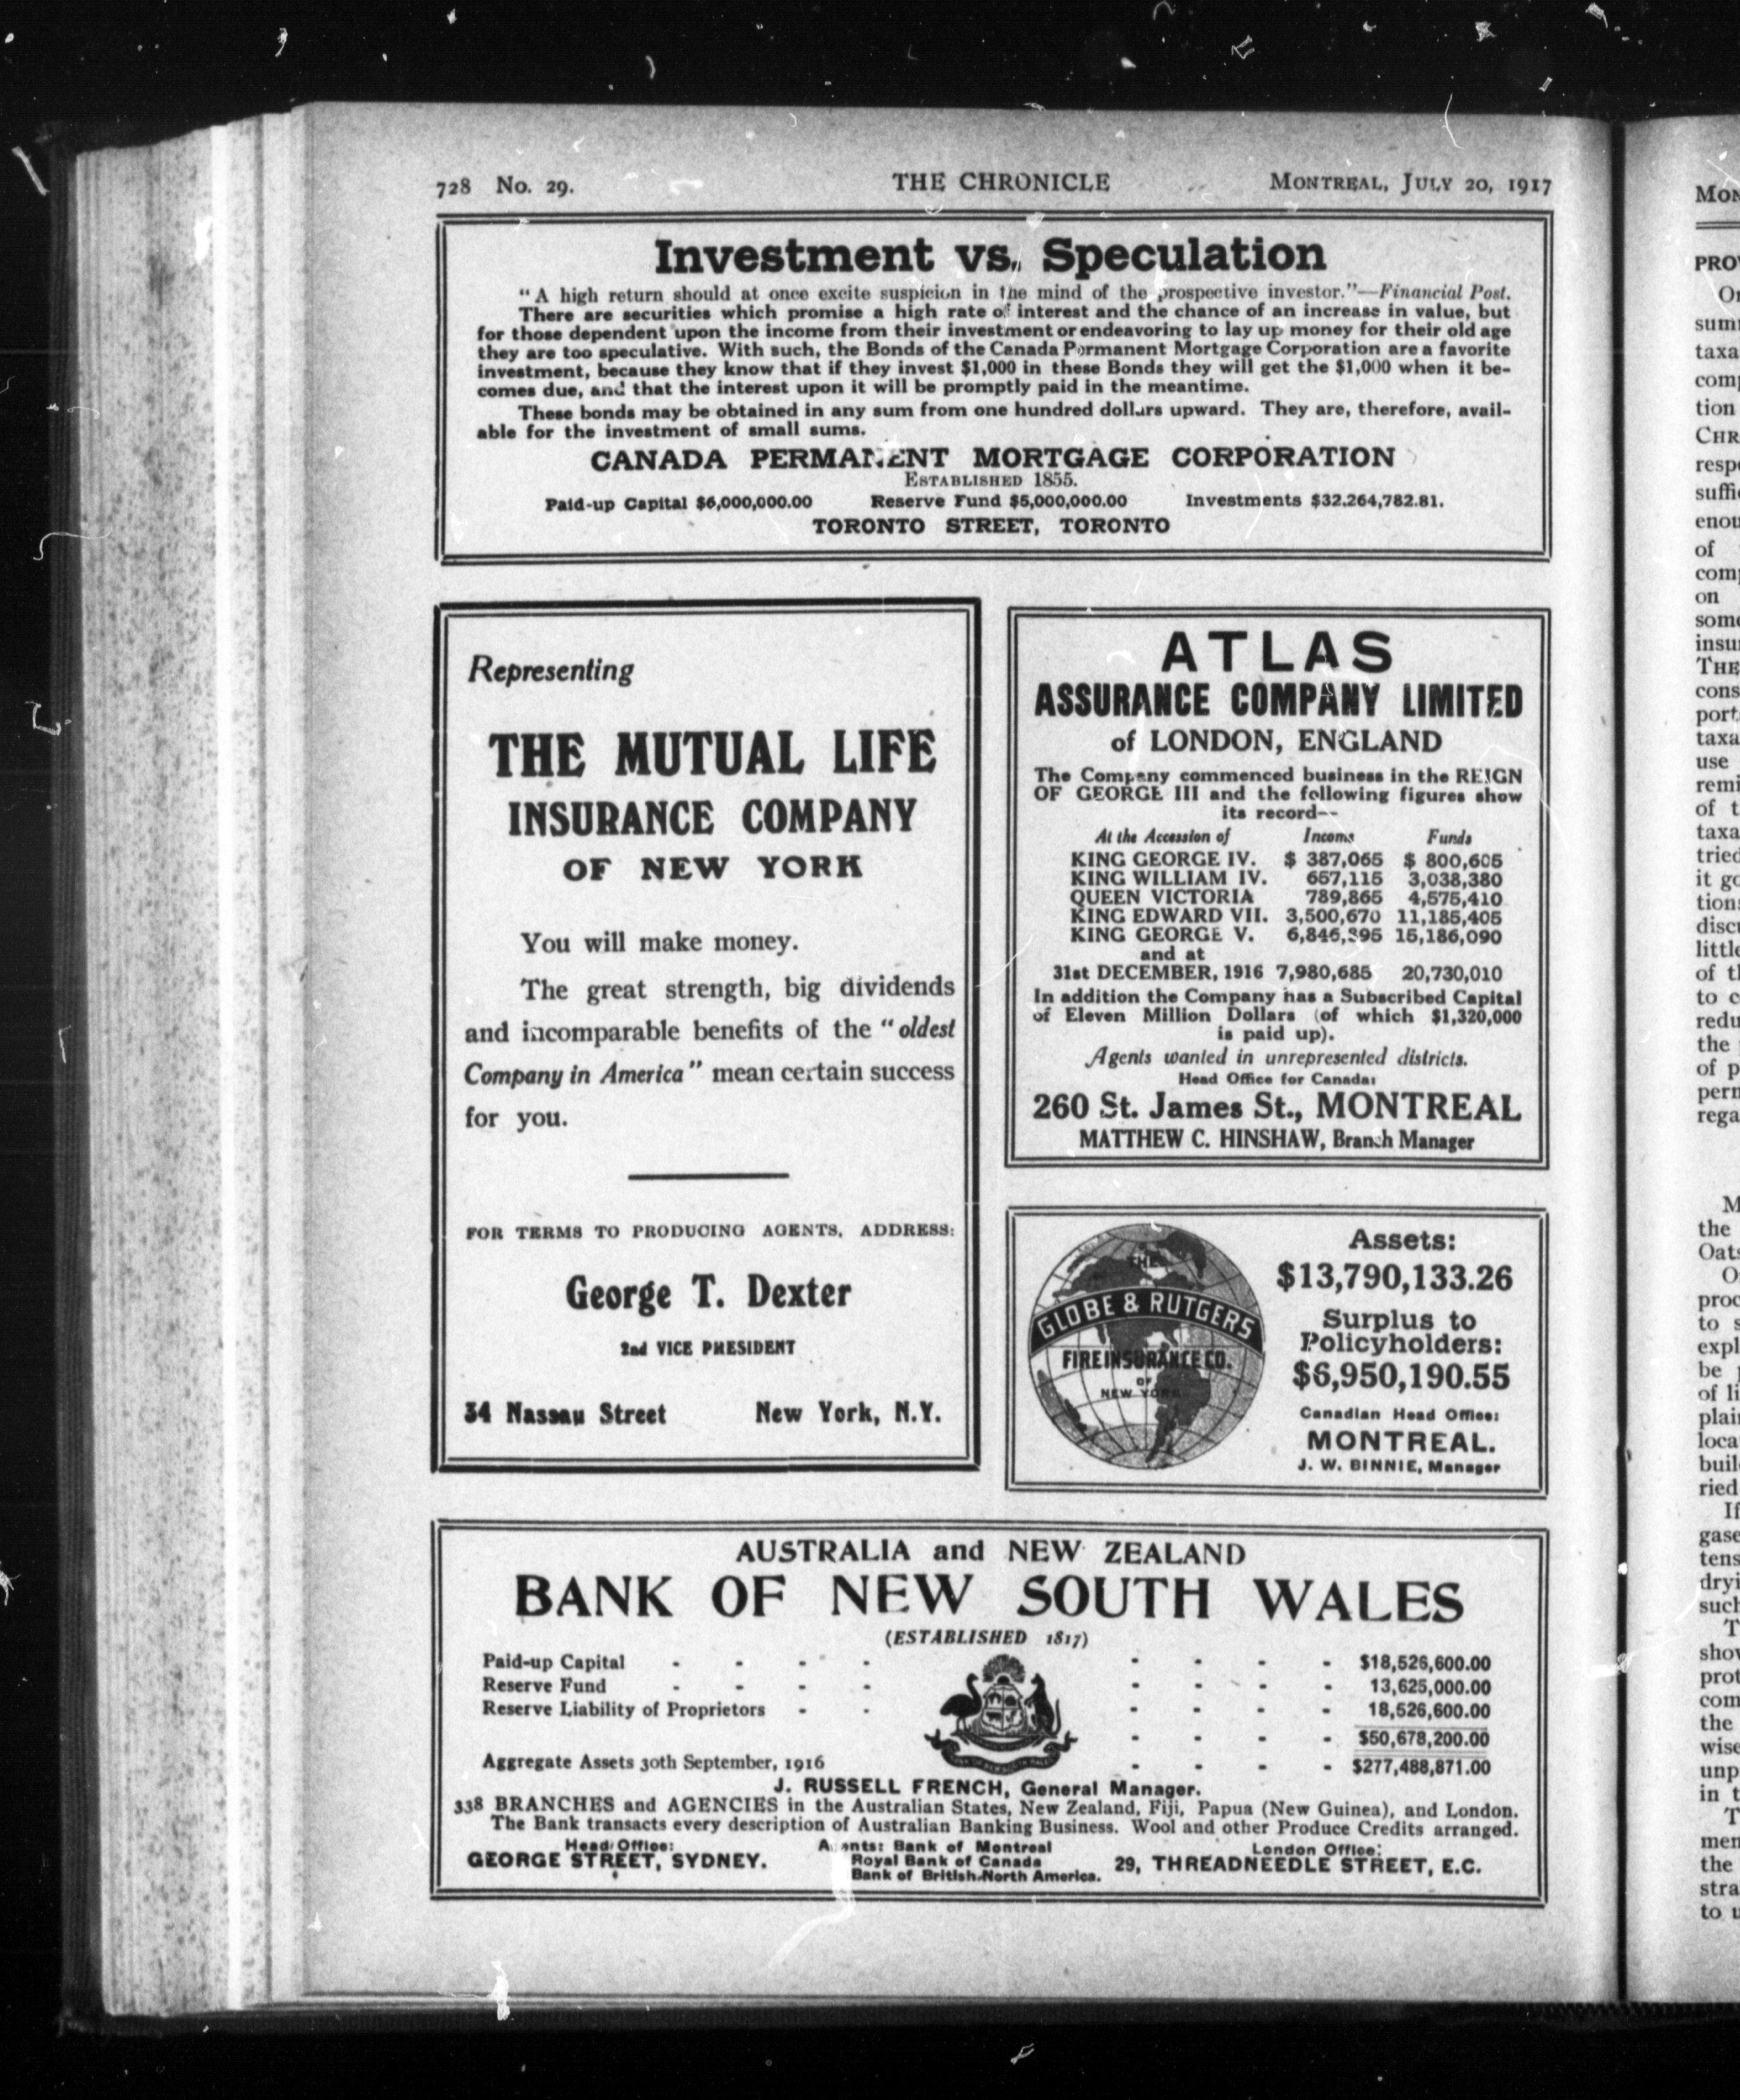 728 No. 29.
THE CHRONICLE
MONTREAL, JULY 20, 1917
Investment vs. Speculation
"A high return should at once excite suspicion in the mind of the prospective investor."—Financial Post.
There are securities which promise a high rate of interest and the chance of an increase in value, but
for those dependent upon the income from their investment or endeavoring to lay up money for their old age
they are too speculative. With such, the Bonds of the Canada Permanent Mortgage Corporation are a favorite
investment, because they know that if they invest $1,000 in these Bonds they will get the $1,000 when it be-
comes due, and that the interest upon it will be promptly paid in the meantime.
These bonds may be obtained in any sum from one hundred dollars upward. They are, therefore, avail-
able for the investment of small sums.
CANADA PERMANENT MORTGAGE CORPORATION
ESTABLISHED 1855.
Paid-up Capital $6,000,000.00 Reserve Fund $5,000,000.00 Investments $32,264,782.81.
TORONTO STREET, TORONTO
Representing
THE MUTUAL LIFE
INSURANCE COMPANY
OF NEW YORK
You will make money.
The great strength, big dividends
and incomparable benefits of the "oldest
Company in America" mean certain success
for you.
FOR TERMS TO PRODUCING AGENTS, ADDRESS:
George T. Dexter
2nd VICE PRESIDENT
34 Nassau Street New York, N.Y.
ATLAS
ASSURANCE COMPANY LIMITED
of LONDON, ENGLAND
The Company commenced business in the REIGN
OF GEORGE III and the following figures show
its record--
At the Accession of Income Funds
KING GEORGE IV. $ 387,065 $ 800,605
KING WILLIAM IV. 657,115 3,038,380
QUEEN VICTORIA 789,865 4,575,410
KING EDWARD VII. 3,500,670 11,185,405
KING GEORGE V. 6,846,895 15,186,090
and at
31st DECEMBER, 1916 7,980,685 20,730,010
In addition the Company has a Subscribed Capital
of Eleven Million Dollars (of which $1,320,000
is paid up).
Agents wanted in unrepresented districts.
Head Office for Canada:
260 St. James St., MONTREAL
MATTHEW C. HINSHAW, Branch Manager
THE
GLOBE & RUTGERS
FIRE INSURANCE CO.
OF
NEW YORK
Assets:
$13,790,133.26
Surplus to
Policyholders:
$6,950,190.55
Canadian Head Office:
MONTREAL.
J. W. BINNIE, Manager
AUSTRALIA and NEW ZEALAND
BANK OF NEW SOUTH WALES
(ESTABLISHED 1817)
Paid-up Capital - - - - - - - - $18,526,600.00
Reserve Fund - - - - - - - - 13,625,000.00
Reserve Liability of Proprietors - - - - - - 18,526,600.00
- - - - $50,678,200.00
Aggregate Assets 30th September, 1916 - - - - $277,488,871.00
J. RUSSELL FRENCH, General Manager.
338 BRANCHES and AGENCIES in the Australian States, New Zealand, Fiji, Papua (New Guinea), and London.
The Bank transacts every description of Australian Banking Business. Wool and other Produce Credits arranged.
Head Office:
GEORGE STREET, SYDNEY.
Agents: Bank of Montreal
Royal Bank of Canada
Bank of British North America.
London Office:
29, THREADNEEDLE STREET, E.C.